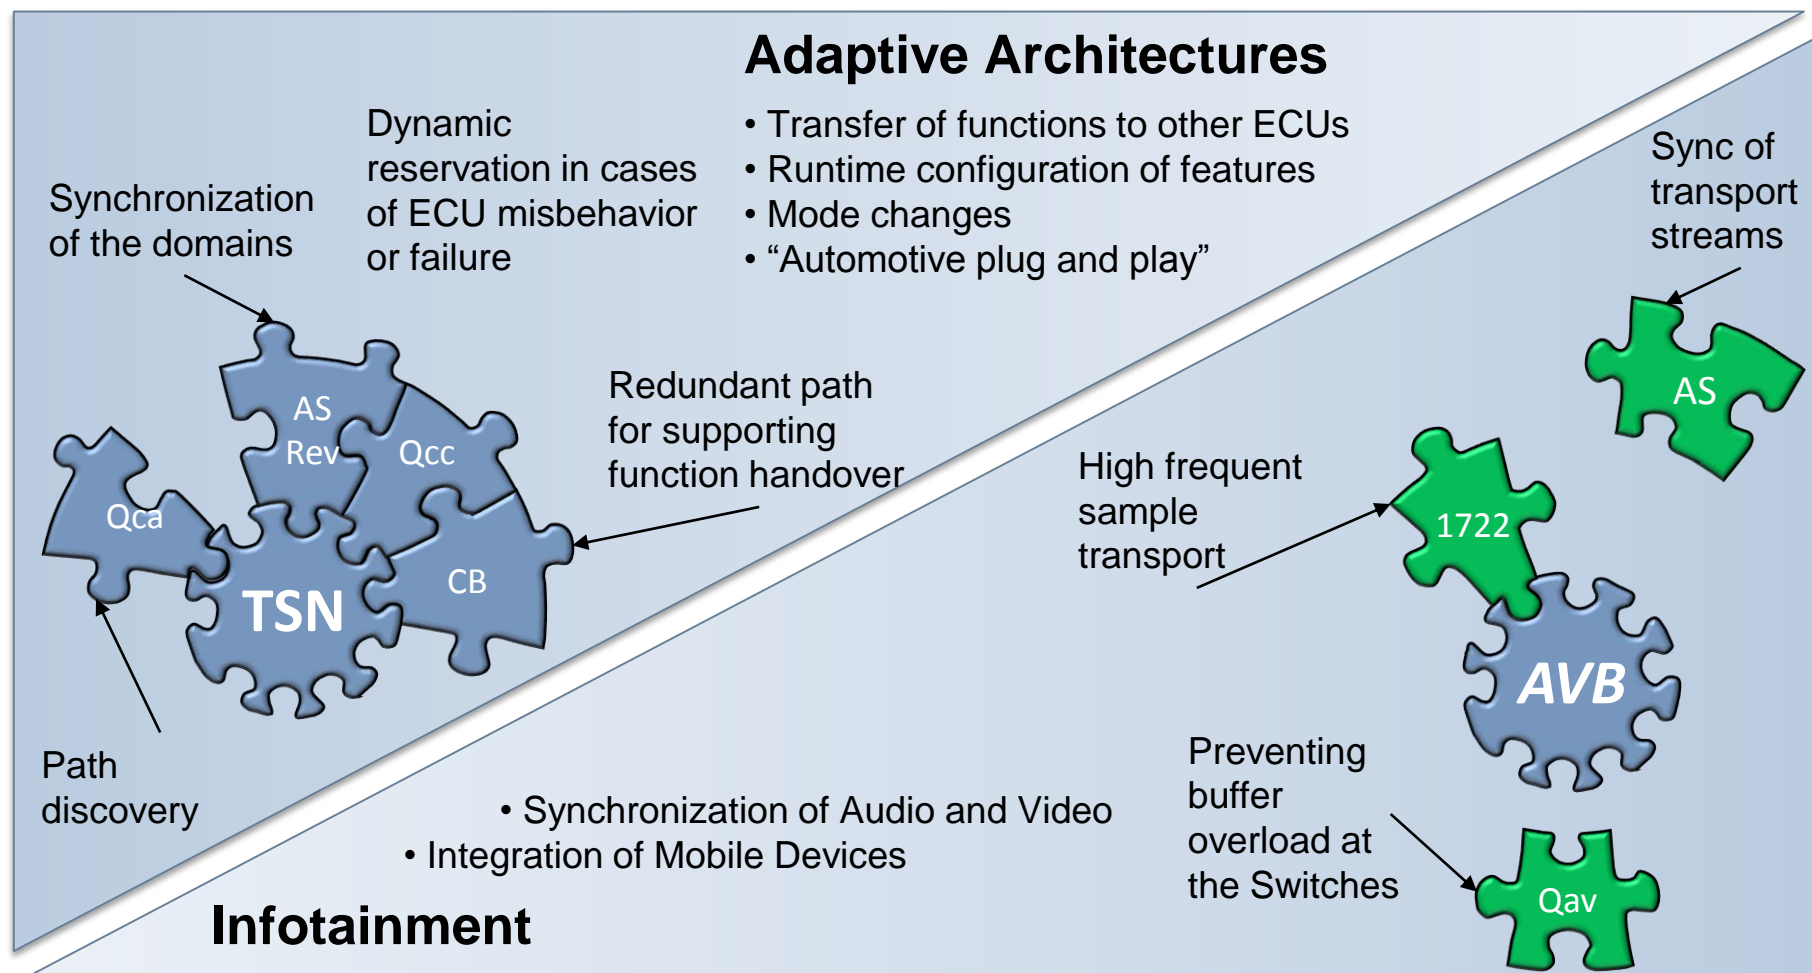 Adaptive Architectures
• Transfer of functions to other ECUs
• Runtime configuration of features
• Mode changes
• “Automotive plug and play”
Dynamic
reservation in cases
of ECU misbehavior
or failure
Synchronization
of the domains
AS
Rev
Qcc
Qca
CB
TSN
Redundant path
for supporting
function handover
Path
discovery
Sync of
transport
streams
AS
High frequent
sample
transport
1722
AVB
Preventing
buffer
overload at
the Switches
Qav
• Synchronization of Audio and Video
• Integration of Mobile Devices
Infotainment